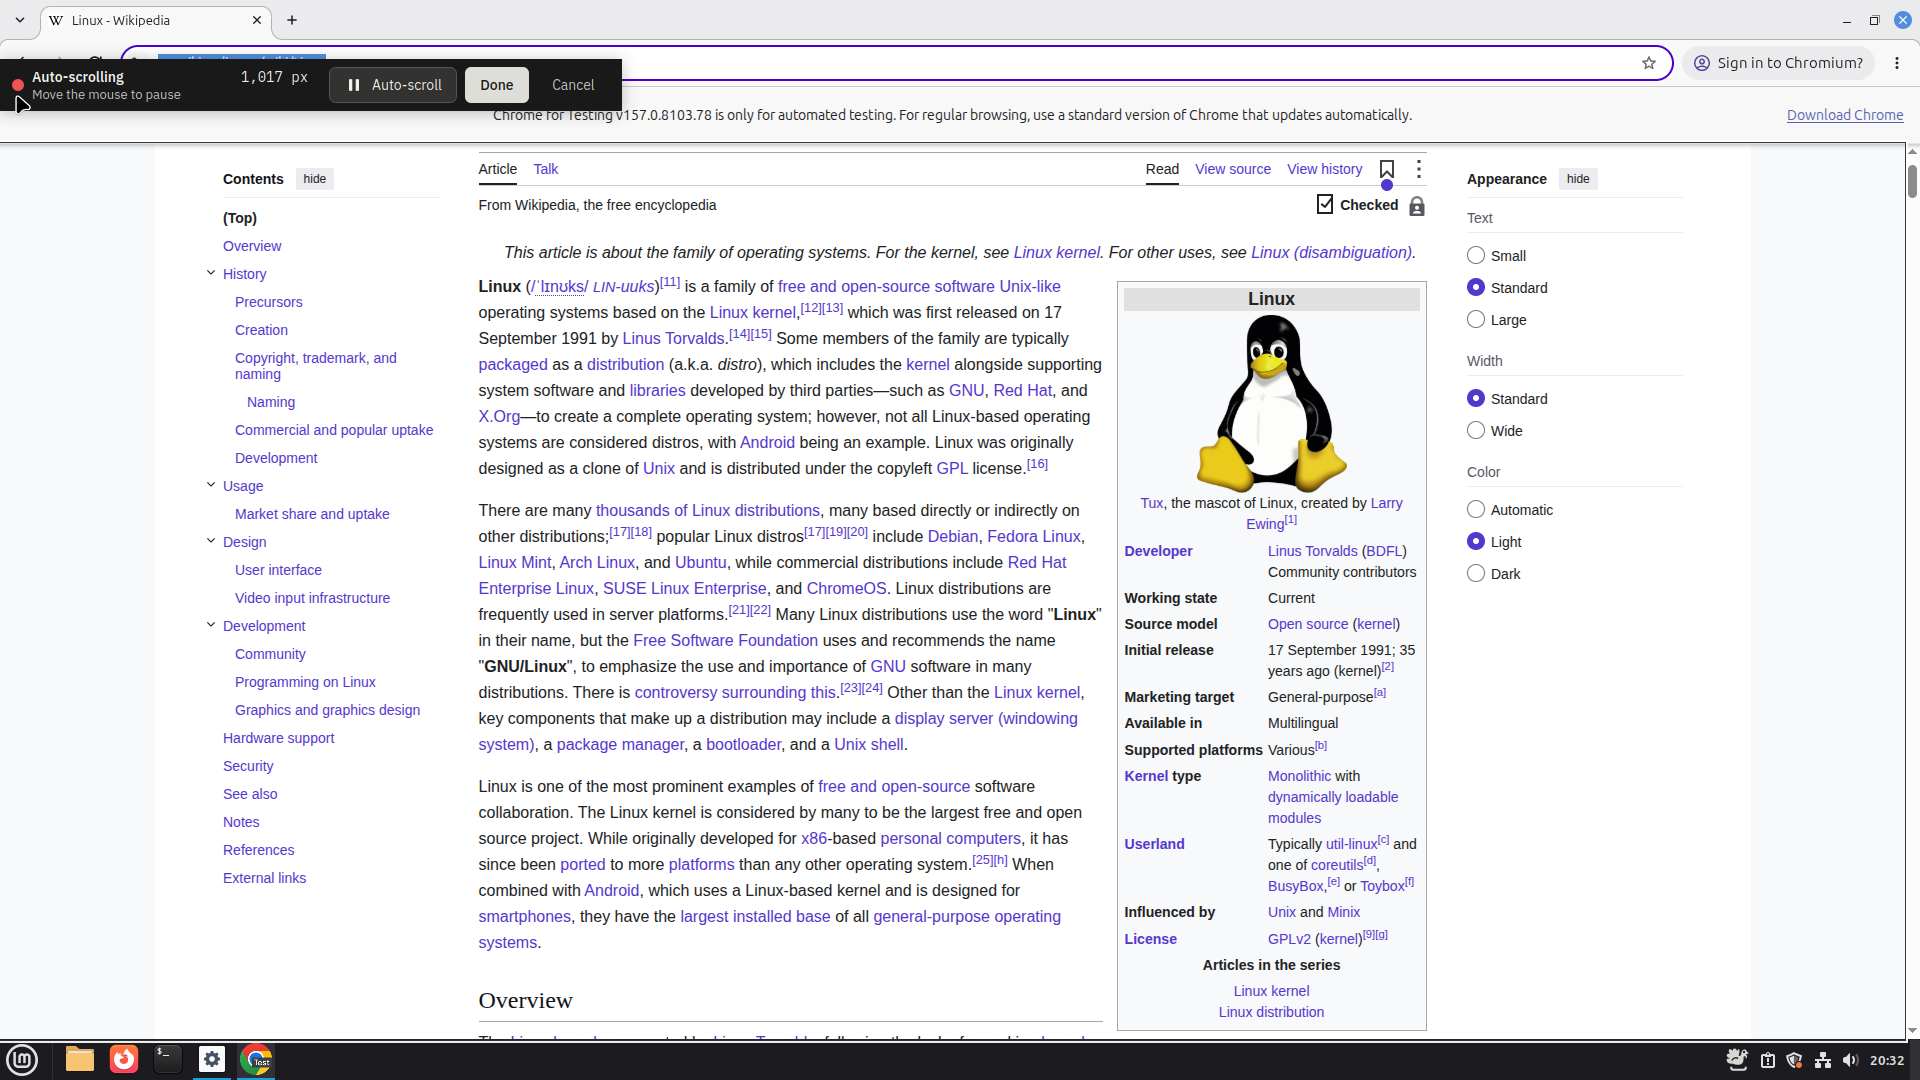 Linux - Wikipedia
Sign in to Chromium?
Auto-scrolling
Move the mouse to pause
1,017 px
Auto-scroll
Done
Cancel
Chrome for Testing v157.0.8103.78 is only for automated testing. For regular browsing, use a standard version of Chrome that updates automatically.
Download Chrome
Contents hide
(Top)
Overview
History
Precursors
Creation
Copyright, trademark, and
naming
Naming
Commercial and popular uptake
Development
Usage
Market share and uptake
Design
User interface
Video input infrastructure
Development
Community
Programming on Linux
Graphics and graphics design
Hardware support
Security
See also
Notes
References
External links
Article Talk
Read View source View history
From Wikipedia, the free encyclopedia
Checked
This article is about the family of operating systems. For the kernel, see Linux kernel. For other uses, see Linux (disambiguation).
Linux (/ˈlɪnʊks/ LIN-uuks)[11] is a family of free and open-source software Unix-like
operating systems based on the Linux kernel,[12][13] which was first released on 17
September 1991 by Linus Torvalds.[14][15] Some members of the family are typically
packaged as a distribution (a.k.a. distro), which includes the kernel alongside supporting
system software and libraries developed by third parties—such as GNU, Red Hat, and
X.Org—to create a complete operating system; however, not all Linux-based operating
systems are considered distros, with Android being an example. Linux was originally
designed as a clone of Unix and is distributed under the copyleft GPL license.[16]
There are many thousands of Linux distributions, many based directly or indirectly on
other distributions;[17][18] popular Linux distros[17][19][20] include Debian, Fedora Linux,
Linux Mint, Arch Linux, and Ubuntu, while commercial distributions include Red Hat
Enterprise Linux, SUSE Linux Enterprise, and ChromeOS. Linux distributions are
frequently used in server platforms.[21][22] Many Linux distributions use the word "Linux"
in their name, but the Free Software Foundation uses and recommends the name
"GNU/Linux", to emphasize the use and importance of GNU software in many
distributions. There is controversy surrounding this.[23][24] Other than the Linux kernel,
key components that make up a distribution may include a display server (windowing
system), a package manager, a bootloader, and a Unix shell.
Linux is one of the most prominent examples of free and open-source software
collaboration. The Linux kernel is considered by many to be the largest free and open
source project. While originally developed for x86-based personal computers, it has
since been ported to more platforms than any other operating system.[25][h] When
combined with Android, which uses a Linux-based kernel and is designed for
smartphones, they have the largest installed base of all general-purpose operating
systems.
Overview
Linux
Tux, the mascot of Linux, created by Larry
Ewing[1]
Developer Linus Torvalds (BDFL)
Community contributors
Working state Current
Source model Open source (kernel)
Initial release 17 September 1991; 35
years ago (kernel)[2]
Marketing target General-purpose[a]
Available in Multilingual
Supported platforms Various[b]
Kernel type Monolithic with
dynamically loadable
modules
Userland Typically util-linux[c] and
one of coreutils[d],
BusyBox,[e] or Toybox[f]
Influenced by Unix and Minix
License GPLv2 (kernel)[9][g]
Articles in the series
Linux kernel
Linux distribution
Appearance hide
Text
Small
Standard
Large
Width
Standard
Wide
Color
Automatic
Light
Dark
Test
20:32